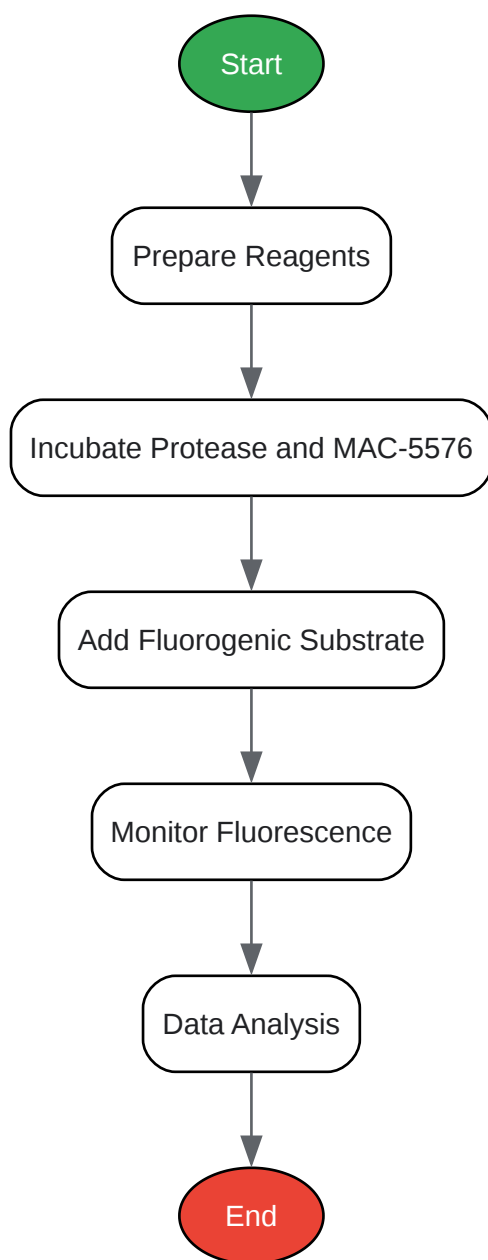 Start
Prepare Reagents
Incubate Protease and MAC-5576
Add Fluorogenic Substrate
Monitor Fluorescence
Data Analysis
End